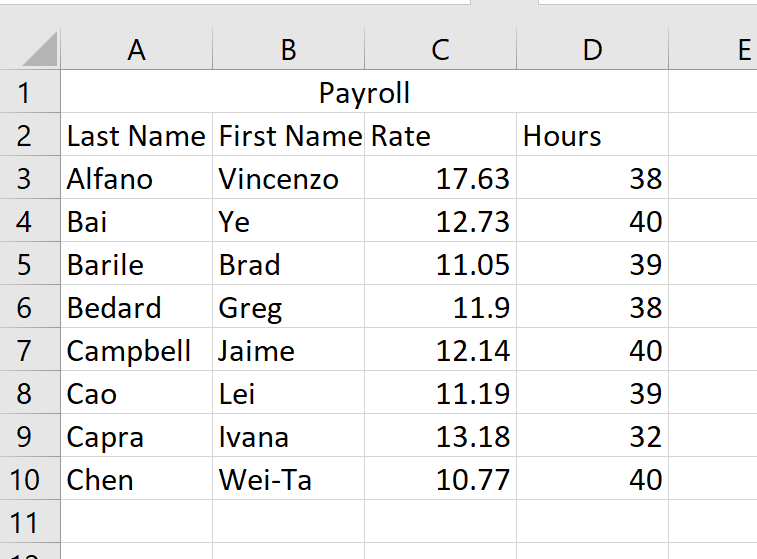 A B C D E
1 Payroll
2 Last Name First Name Rate Hours
3 Alfano Vincenzo 17.63 38
4 Bai Ye 12.73 40
5 Barile Brad 11.05 39
6 Bedard Greg 11.9 38
7 Campbell Jaime 12.14 40
8 Cao Lei 11.19 39
9 Capra Ivana 13.18 32
10 Chen Wei-Ta 10.77 40
11